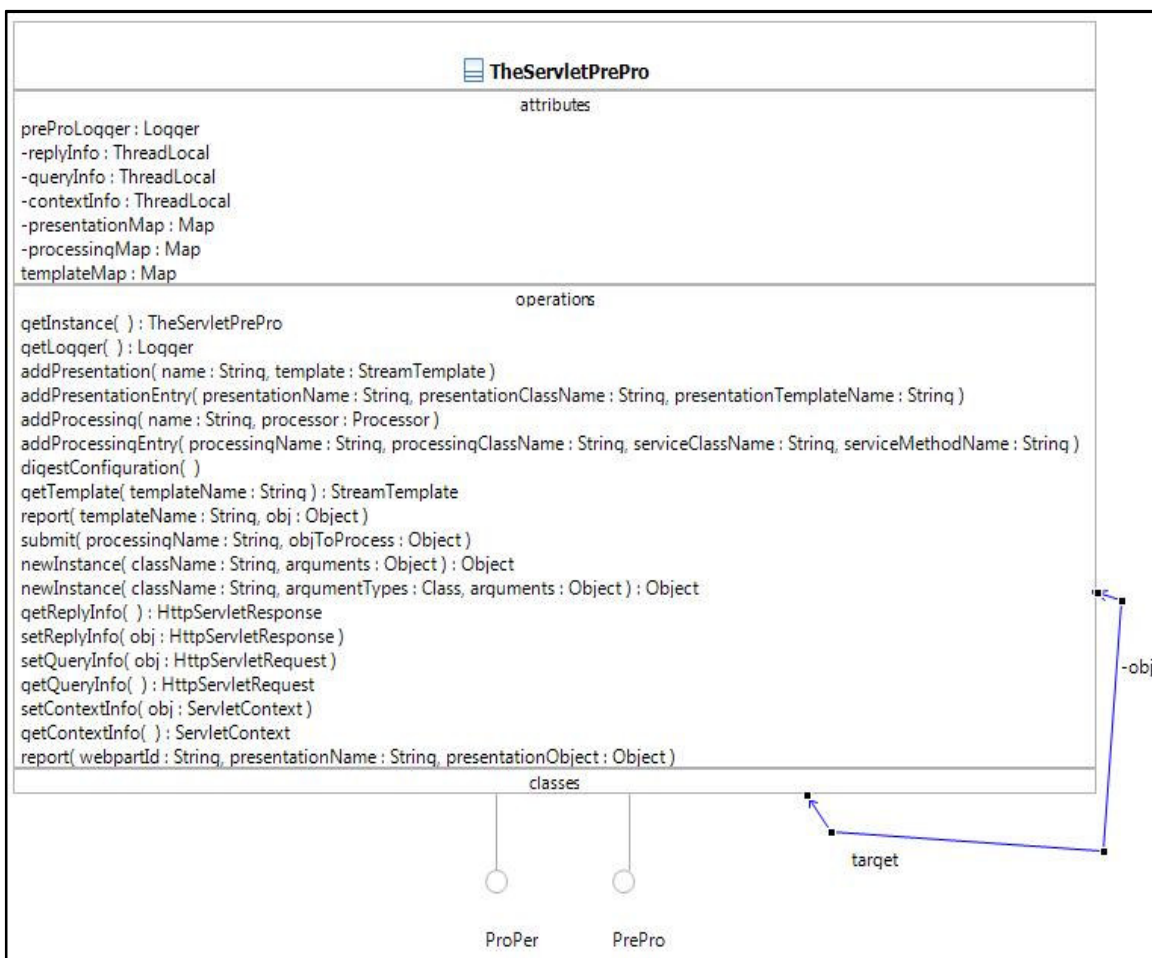 TheServletPrePro
attributes
preProLogger : Logger
-replyInfo : ThreadLocal
-queryInfo : ThreadLocal
-contextInfo : ThreadLocal
-presentationMap : Map
-processingMap : Map
templateMap : Map
operations
getInstance( ) : TheServletPrePro
getLogger( ) : Logger
addPresentation( name : String, template : StreamTemplate )
addPresentationEntry( presentationName : String, presentationClassName : String, presentationTemplateName : String )
addProcessing( name : String, processor : Processor )
addProcessingEntry( processingName : String, processingClassName : String, serviceClassName : String, serviceMethodName : String )
digestConfiguration( )
getTemplate( templateName : String ) : StreamTemplate
report( templateName : String, obj : Object )
submit( processingName : String, objToProcess : Object )
newInstance( className : String, arguments : Object ) : Object
newInstance( className : String, argumentTypes : Class, arguments : Object ) : Object
getReplyInfo( ) : HttpServletResponse
setReplyInfo( obj : HttpServletResponse )
setQueryInfo( obj : HttpServletRequest )
getQueryInfo( ) : HttpServletRequest
setContextInfo( obj : ServletContext )
getContextInfo( ) : ServletContext
report( webpartId : String, presentationName : String, presentationObject : Object )
classes
-obj
target
ProPer PrePro